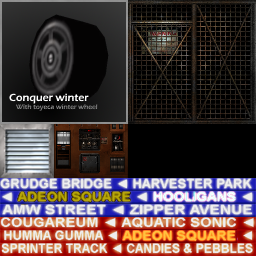 Conquer winter
With toyeca winter wheel
GRUDGE BRIDGE ◄ HARVESTER PARK
◄ ADEON SQUARE ◄ HOOLIGANS ◄
AMW STREET ◄ ZIPPER AVENUE
COUGAREUM ◄ AQUATIC SONIC ◄
HUMMA GUMMA ◄ ADEON SQUARE ◄
SPRINTER TRACK ◄ CANDIES & PEBBLES